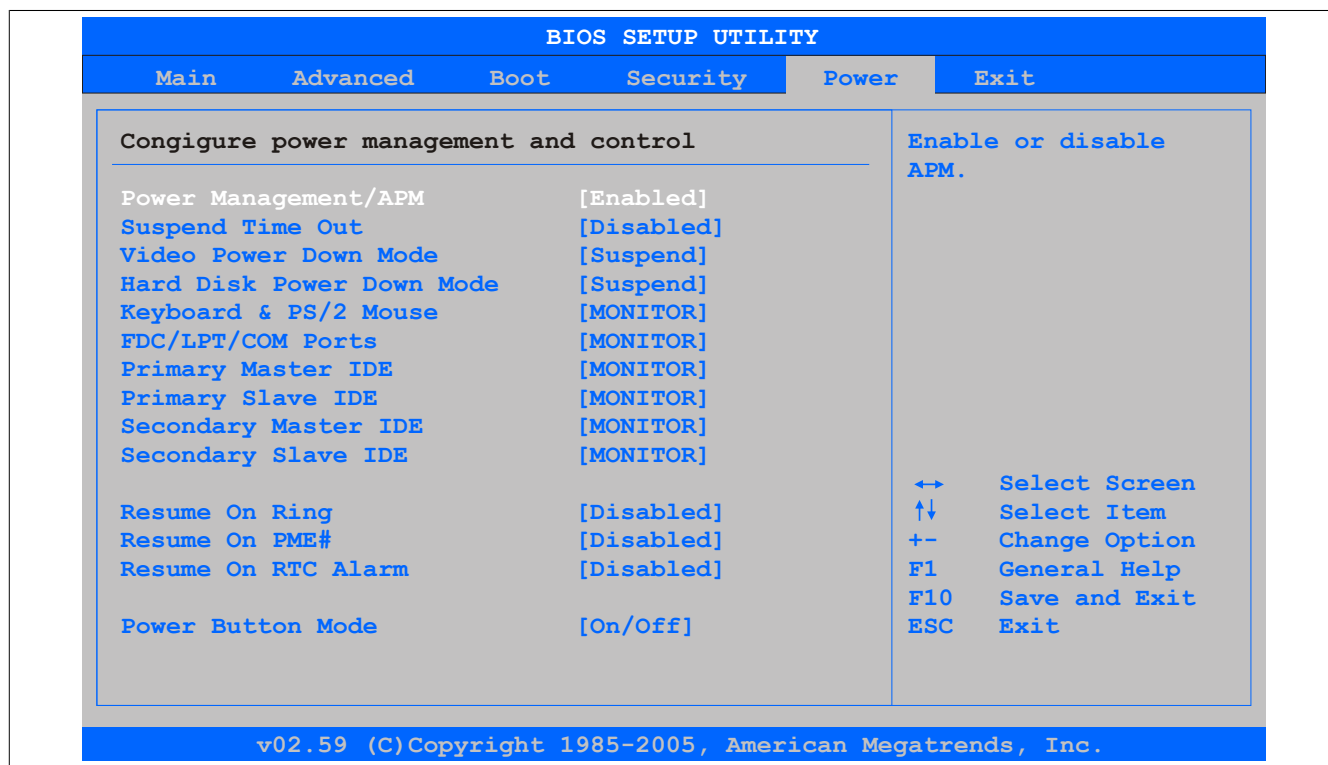 BIOS SETUP UTILITY
Main Advanced Boot Security Power Exit
Congigure power management and control
Power Management/APM [Enabled]
Suspend Time Out [Disabled]
Video Power Down Mode [Suspend]
Hard Disk Power Down Mode [Suspend]
Keyboard & PS/2 Mouse [MONITOR]
FDC/LPT/COM Ports [MONITOR]
Primary Master IDE [MONITOR]
Primary Slave IDE [MONITOR]
Secondary Master IDE [MONITOR]
Secondary Slave IDE [MONITOR]
Resume On Ring [Disabled]
Resume On PME# [Disabled]
Resume On RTC Alarm [Disabled]
Power Button Mode [On/Off]
Enable or disable
APM.
↔ Select Screen
↑↓ Select Item
+- Change Option
F1 General Help
F10 Save and Exit
ESC Exit
v02.59 (C)Copyright 1985-2005, American Megatrends, Inc.